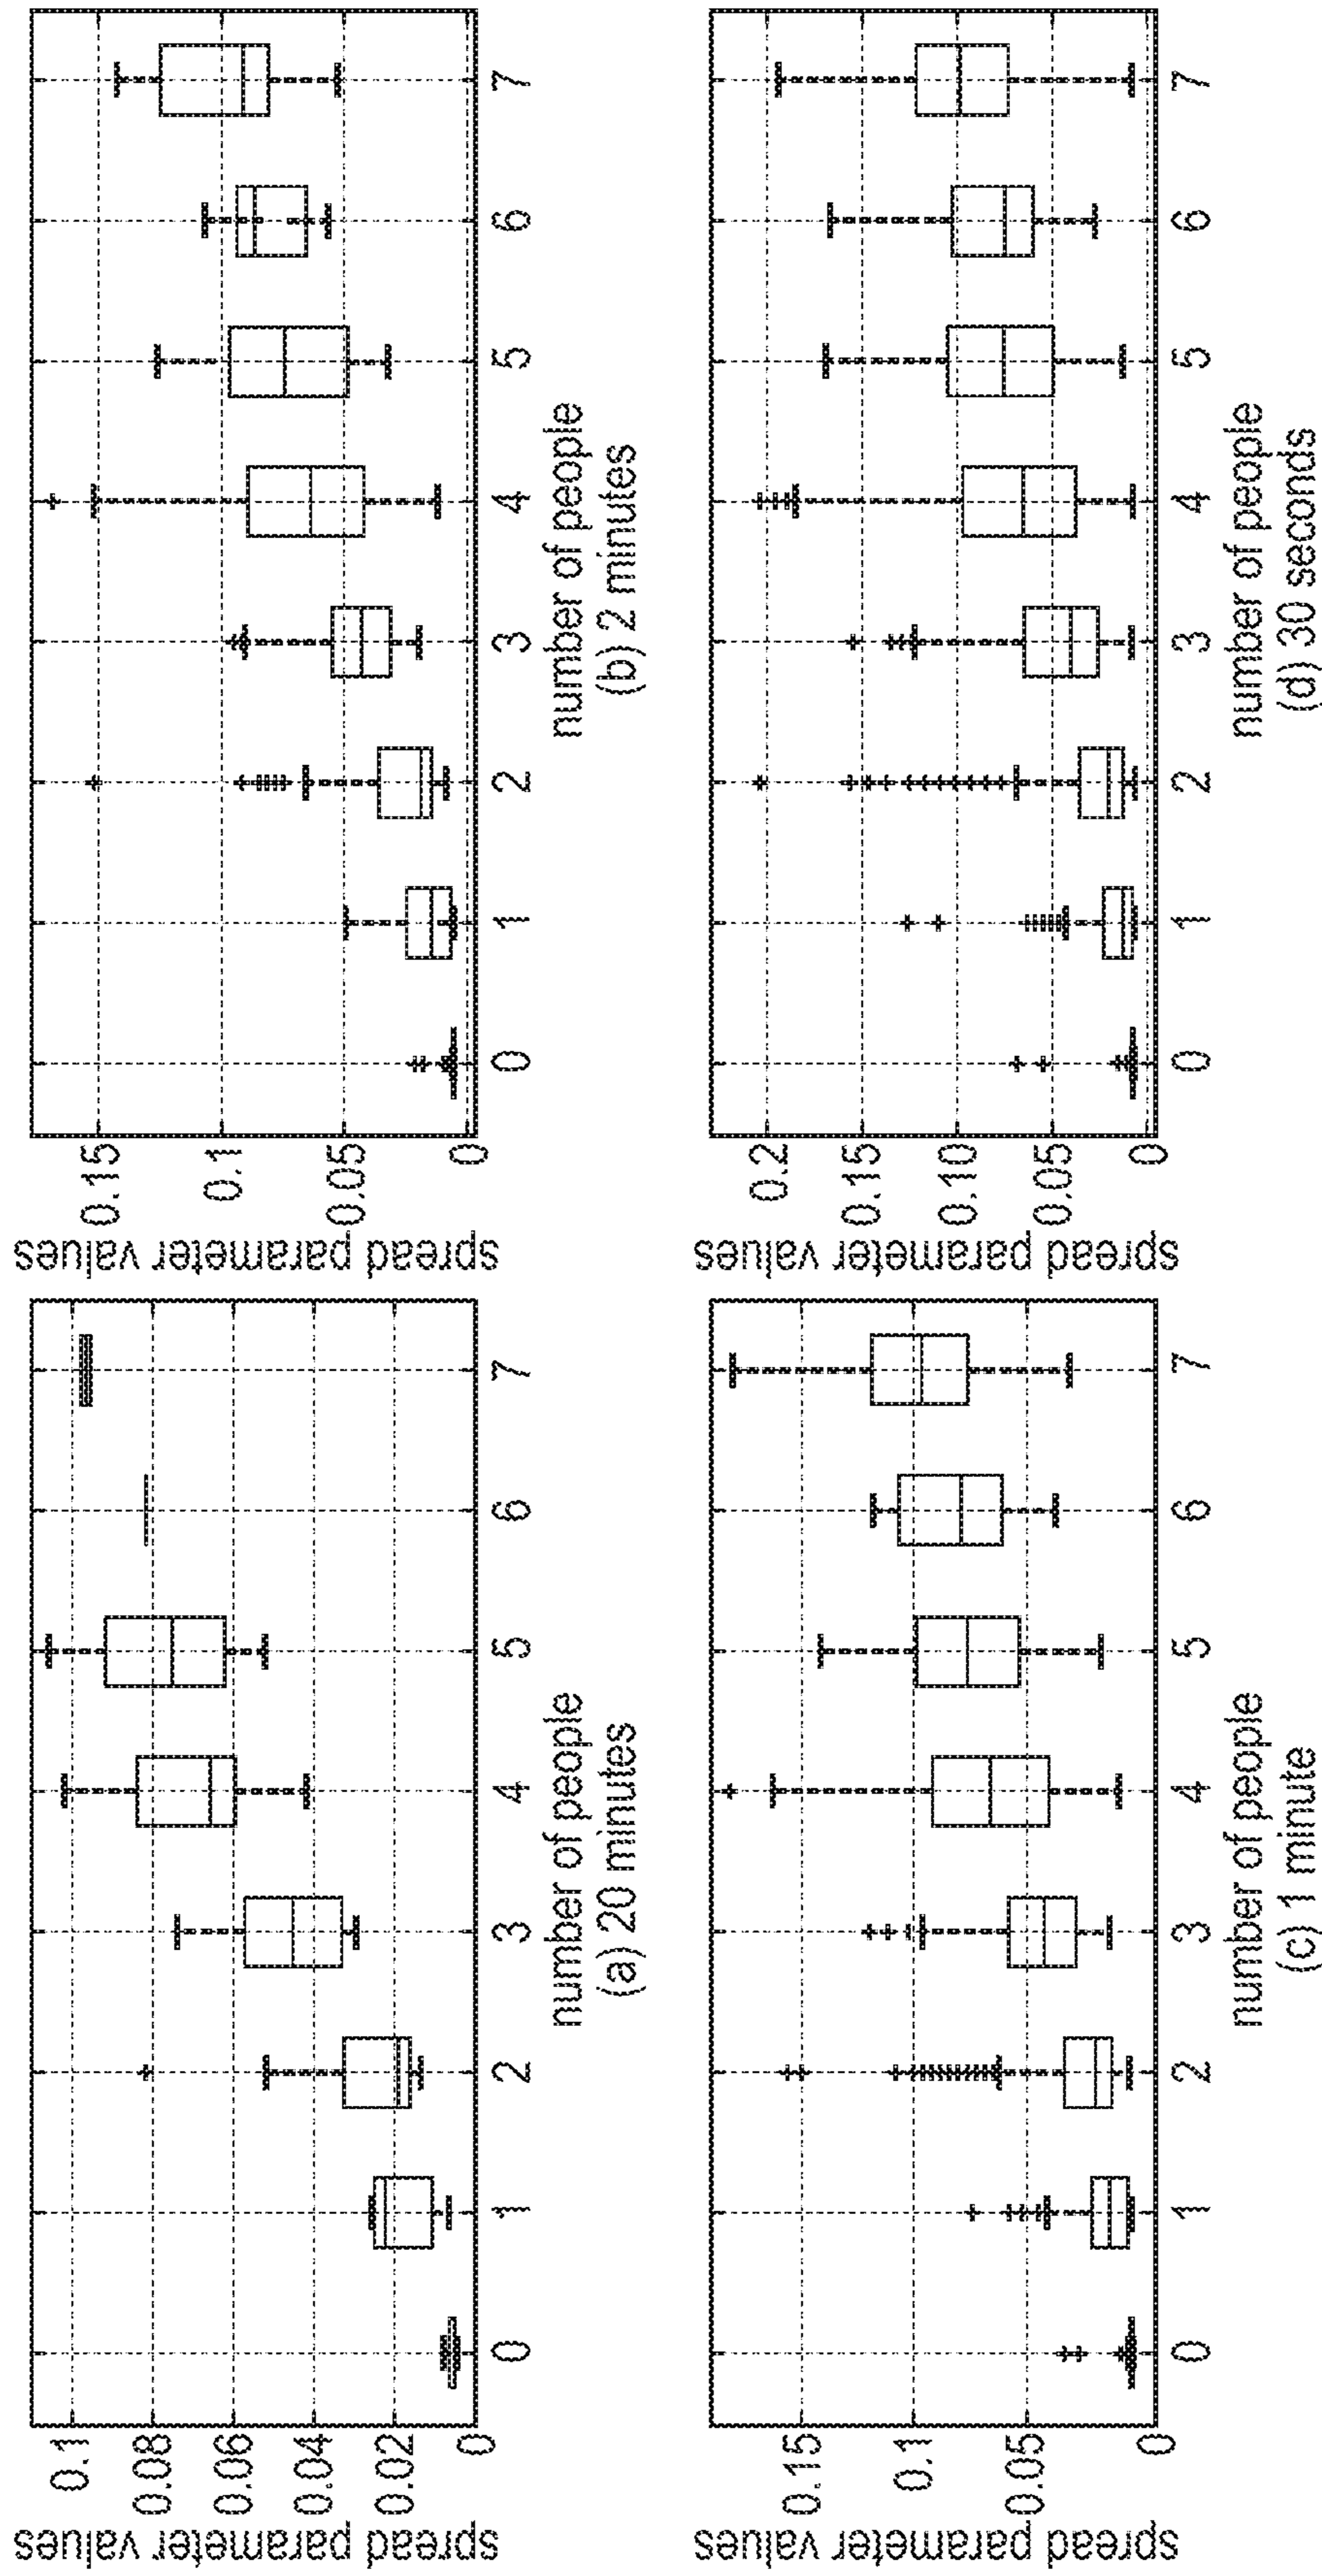 spread parameter values
0.1
0.08
0.06
0.04
0.02
0
0 1 2 3 4 5 6 7
number of people
(a) 20 minutes
spread parameter values
0.15
0.1
0.05
0
0 1 2 3 4 5 6 7
number of people
(b) 2 minutes
spread parameter values
0.15
0.1
0.05
0
0 1 2 3 4 5 6 7
number of people
(c) 1 minute
spread parameter values
0.2
0.15
0.10
0.05
0
0 1 2 3 4 5 6 7
number of people
(d) 30 seconds